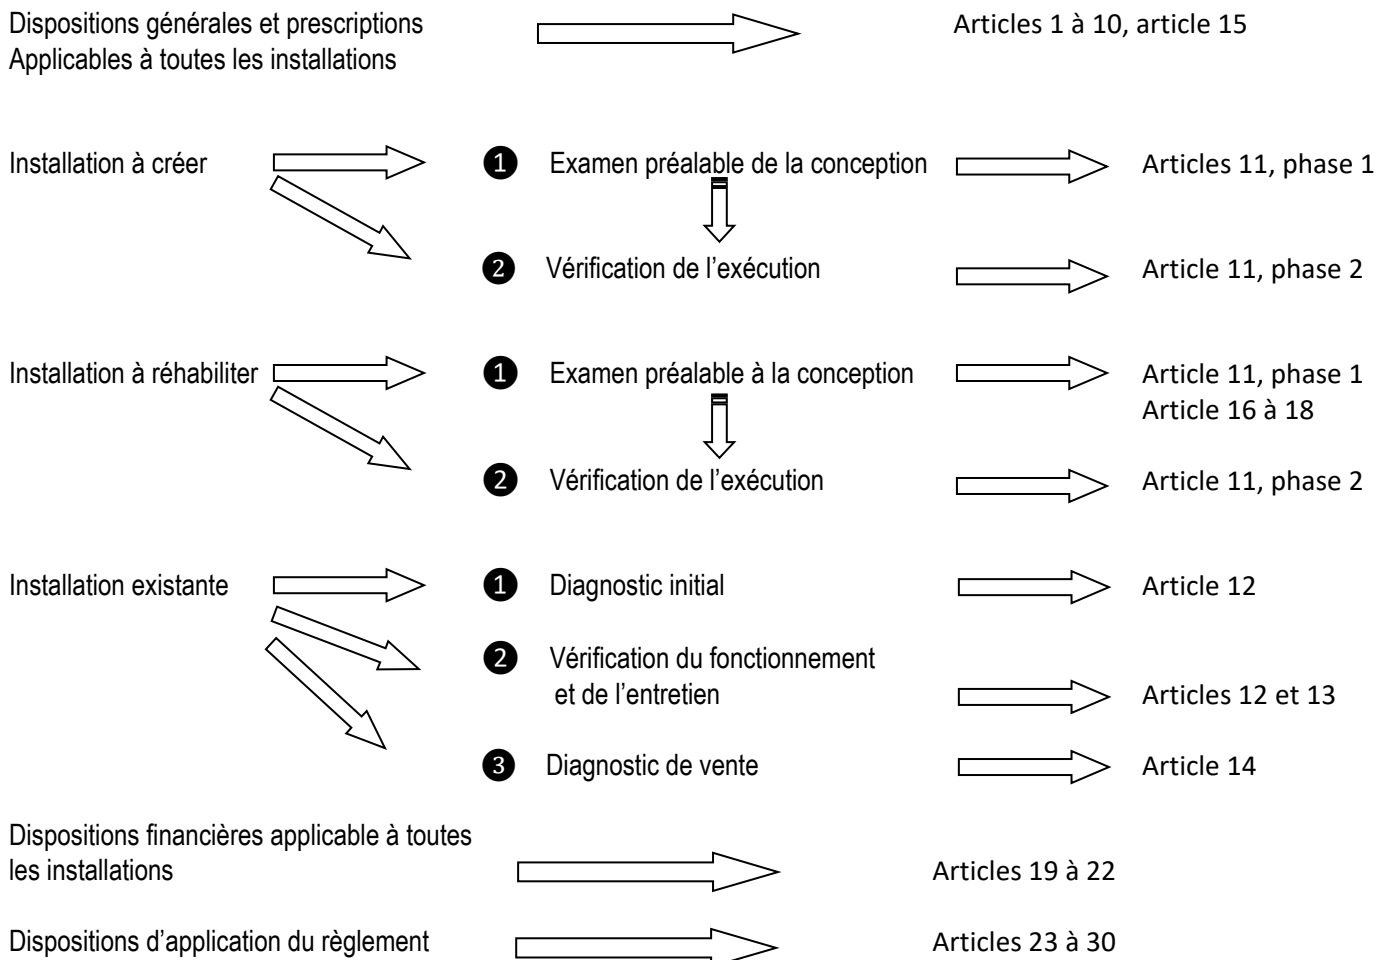 Dispositions générales et prescriptions
Applicables à toutes les installations
Articles 1 à 10, article 15
Installation à créer
❶ Examen préalable de la conception
Articles 11, phase 1
❷ Vérification de l’exécution
Article 11, phase 2
Installation à réhabiliter
❶ Examen préalable à la conception
Article 11, phase 1
Article 16 à 18
❷ Vérification de l’exécution
Article 11, phase 2
Installation existante
❶ Diagnostic initial
Article 12
❷ Vérification du fonctionnement
et de l’entretien
Articles 12 et 13
❸ Diagnostic de vente
Article 14
Dispositions financières applicable à toutes
les installations
Articles 19 à 22
Dispositions d’application du règlement
Articles 23 à 30